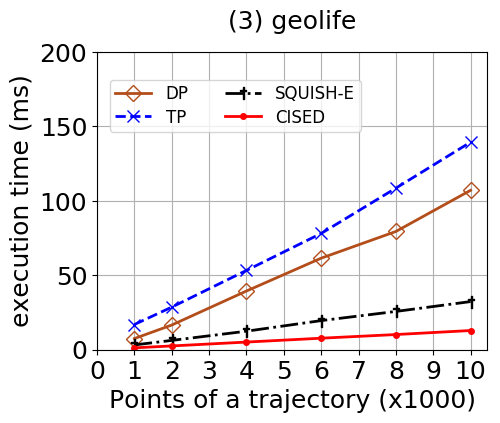 (3) geolife
execution time (ms)
200
150
100
50
0
DP
TP
SQUISH-E
CISED
0 1 2 3 4 5 6 7 8 9 10
Points of a trajectory (x1000)